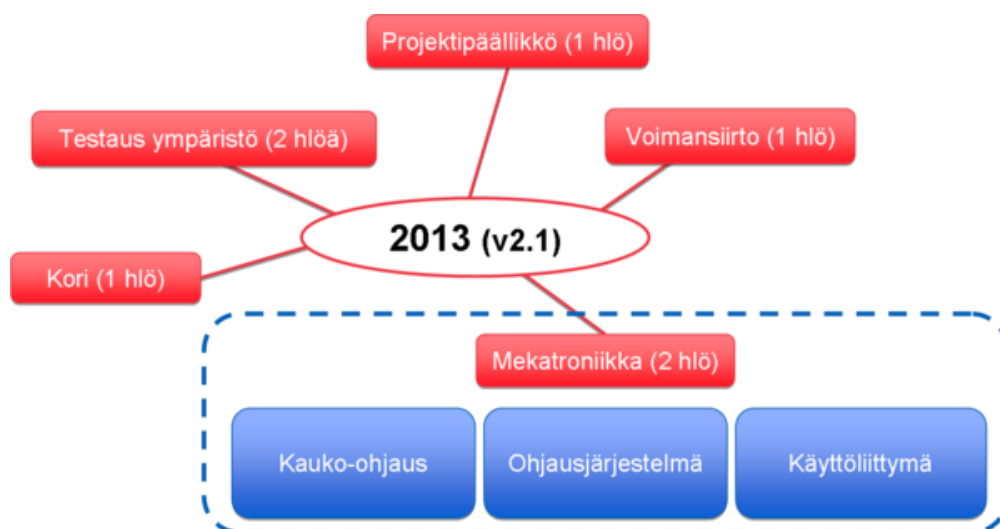 Projektipäällikkö (1 hlö)
Testaus ympäristö (2 hlöä)
Voimansiirto (1 hlö)
2013 (v2.1)
Kori (1 hlö)
Mekatroniikka (2 hlö)
Kauko-ohjaus
Ohjausjärjestelmä
Käyttöliittymä